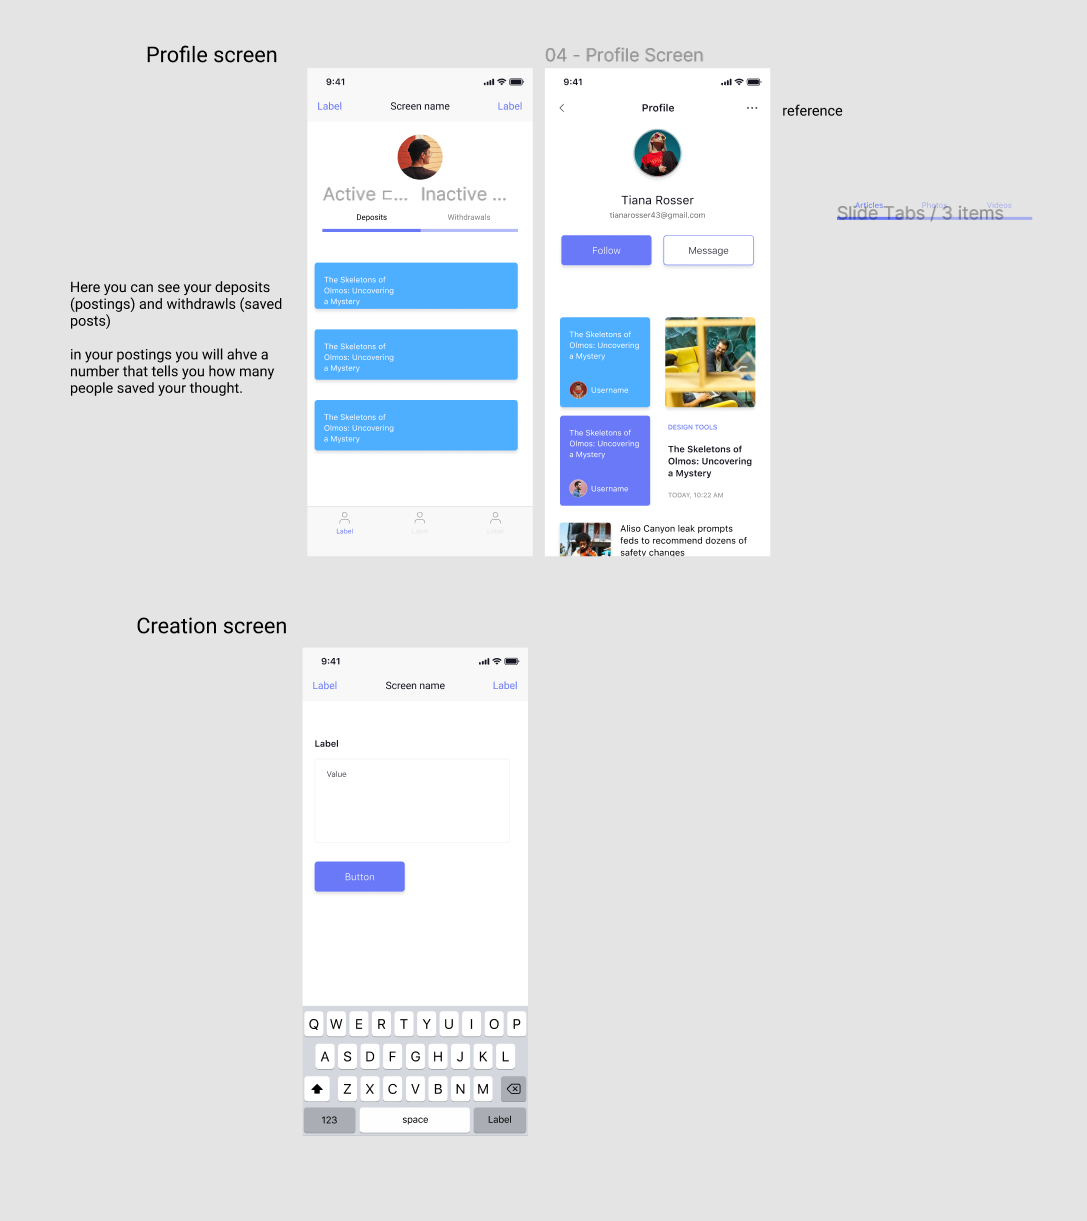 Profile screen
04 - Profile Screen
9:41
Label
Screen name
Label
Active
Inactive ...
Deposits
Withdrawals
The Skeletons of
Olmos: Uncovering
a Mystery
The Skeletons of
Olmos: Uncovering
a Mystery
The Skeletons of
Olmos: Uncovering
a Mystery
Label
Label
Label
9:41
Profile
reference
Tiana Rosser
tianarosser43@gmail.com
Follow
Message
The Skeletons of
Olmos: Uncovering
a Mystery
Username
The Skeletons of
Olmos: Uncovering
a Mystery
Username
DESIGN TOOLS
The Skeletons of
Olmos: Uncovering
a Mystery
TODAY, 10:22 AM
Aliso Canyon leak prompts
feds to recommend dozens of
safety changes
Articles
Photos
Videos
Slide Tabs / 3 items
Here you can see your deposits
(postings) and withdrawls (saved
posts)
in your postings you will ahve a
number that tells you how many
people saved your thought.
Creation screen
9:41
Label
Screen name
Label
Label
Value
Button
Q W E R T Y U I O P
A S D F G H J K L
Z X C V B N M
123
space
Label